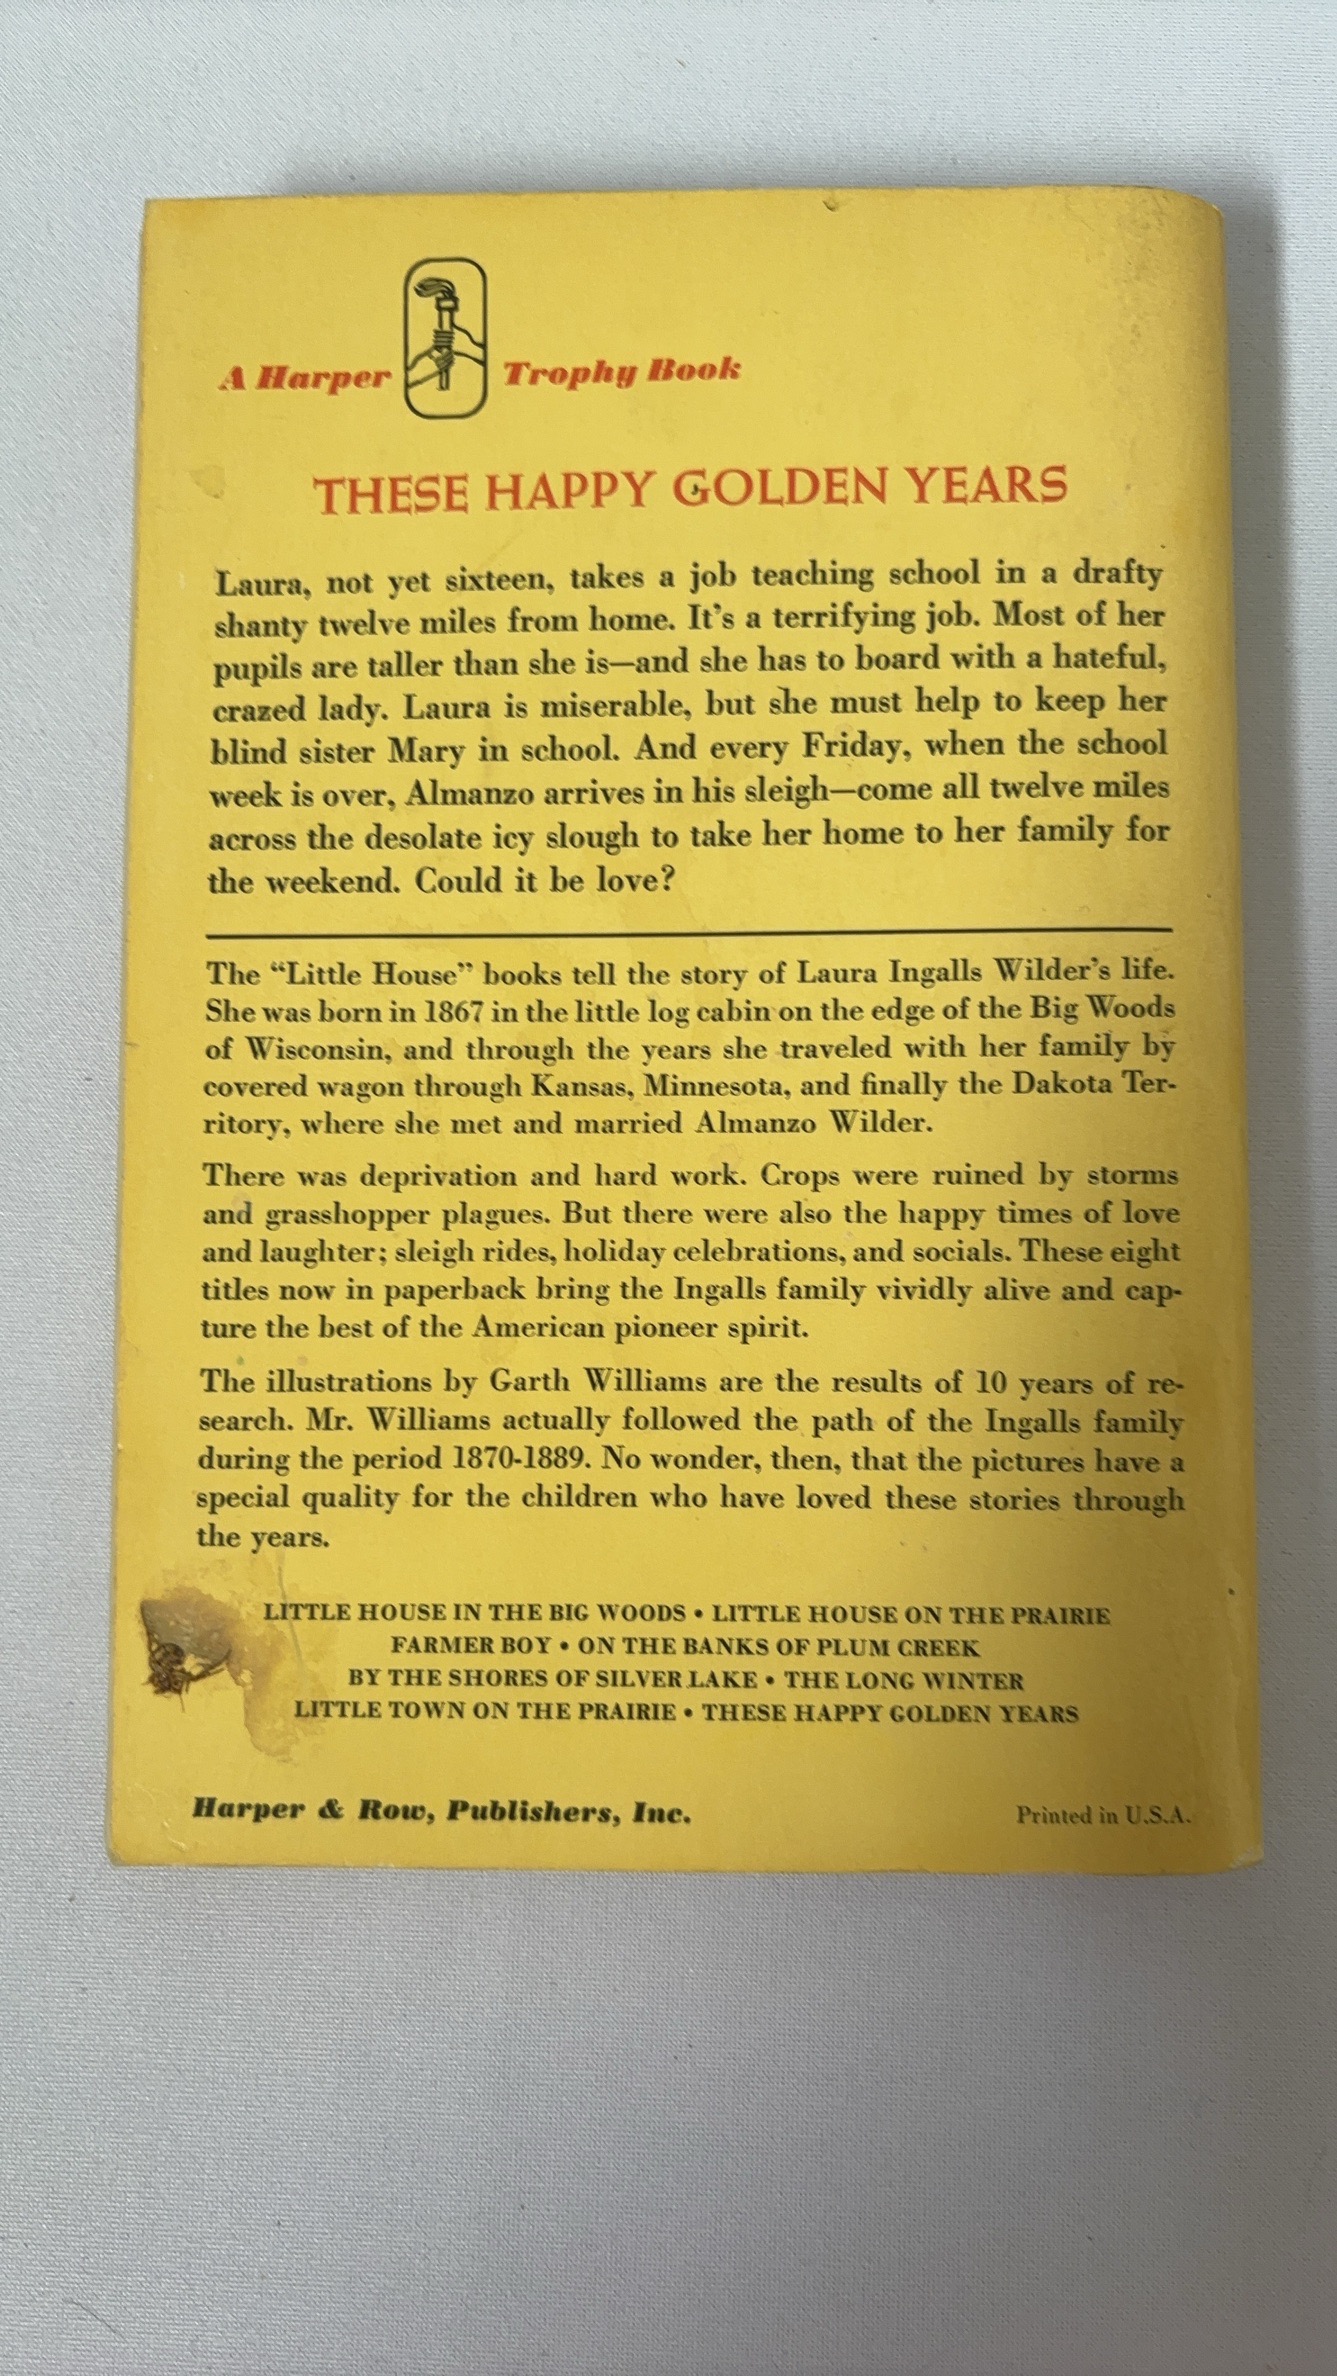 A Harper Trophy Book
THESE HAPPY GOLDEN YEARS
Laura, not yet sixteen, takes a job teaching school in a drafty
shanty twelve miles from home. It's a terrifying job. Most of her
pupils are taller than she is—and she has to board with a hateful,
crazed lady. Laura is miserable, but she must help to keep her
blind sister Mary in school. And every Friday, when the school
week is over, Almanzo arrives in his sleigh—come all twelve miles
across the desolate icy slough to take her home to her family for
the weekend. Could it be love?
The “Little House” books tell the story of Laura Ingalls Wilder's life.
She was born in 1867 in the little log cabin on the edge of the Big Woods
of Wisconsin, and through the years she traveled with her family by
covered wagon through Kansas, Minnesota, and finally the Dakota Ter-
ritory, where she met and married Almanzo Wilder.
There was deprivation and hard work. Crops were ruined by storms
and grasshopper plagues. But there were also the happy times of love
and laughter; sleigh rides, holiday celebrations, and socials. These eight
titles now in paperback bring the Ingalls family vividly alive and cap-
ture the best of the American pioneer spirit.
The illustrations by Garth Williams are the results of 10 years of re-
search. Mr. Williams actually followed the path of the Ingalls family
during the period 1870-1889. No wonder, then, that the pictures have a
special quality for the children who have loved these stories through
the years.
LITTLE HOUSE IN THE BIG WOODS • LITTLE HOUSE ON THE PRAIRIE
FARMER BOY • ON THE BANKS OF PLUM CREEK
BY THE SHORES OF SILVER LAKE • THE LONG WINTER
LITTLE TOWN ON THE PRAIRIE • THESE HAPPY GOLDEN YEARS
Harper & Row, Publishers, Inc.
Printed in U.S.A.